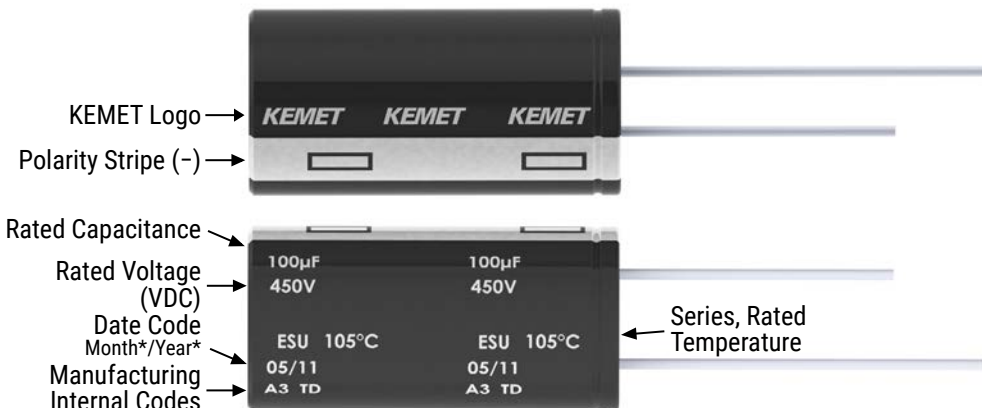 KEMET Logo
KEMET KEMET KEMET
Polarity Stripe (−)
Rated Capacitance
100µF 100µF
Rated Voltage
(VDC)
450V 450V
Date Code
Month*/Year*
ESU 105°C ESU 105°C
Series, Rated
Temperature
05/11 05/11
Manufacturing
Internal Codes
A3 TD A3 TD